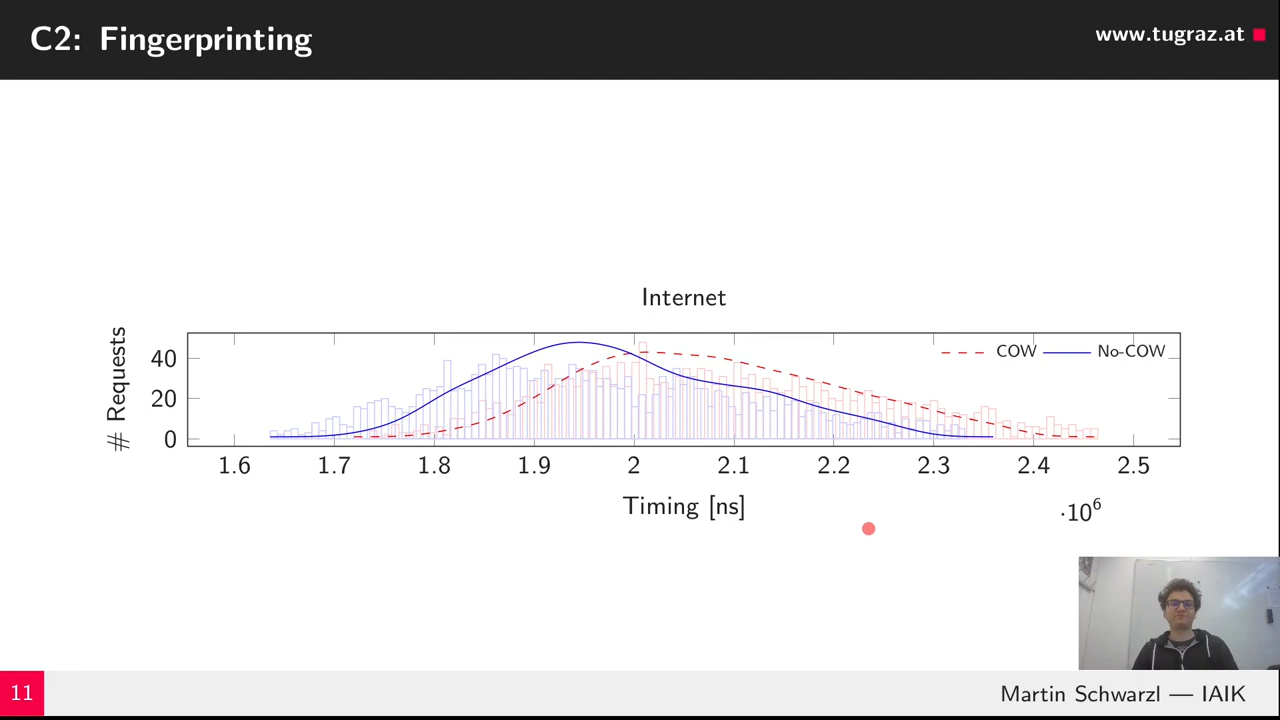 C2: Fingerprinting
www.tugraz.at
Internet
# Requests
40
20
0
COW
No-COW
1.6 1.7 1.8 1.9 2 2.1 2.2 2.3 2.4 2.5
Timing [ns]
·10⁶
11
Martin Schwarzl — IAIK